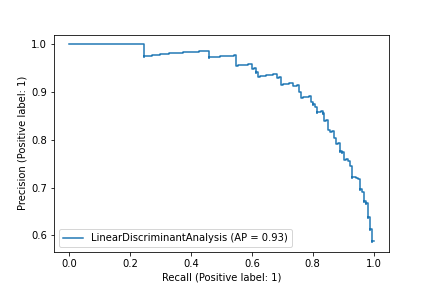 1.0
0.9
0.8
0.7
0.6
Precision (Positive label: 1)
LinearDiscriminantAnalysis (AP = 0.93)
0.0 0.2 0.4 0.6 0.8 1.0
Recall (Positive label: 1)